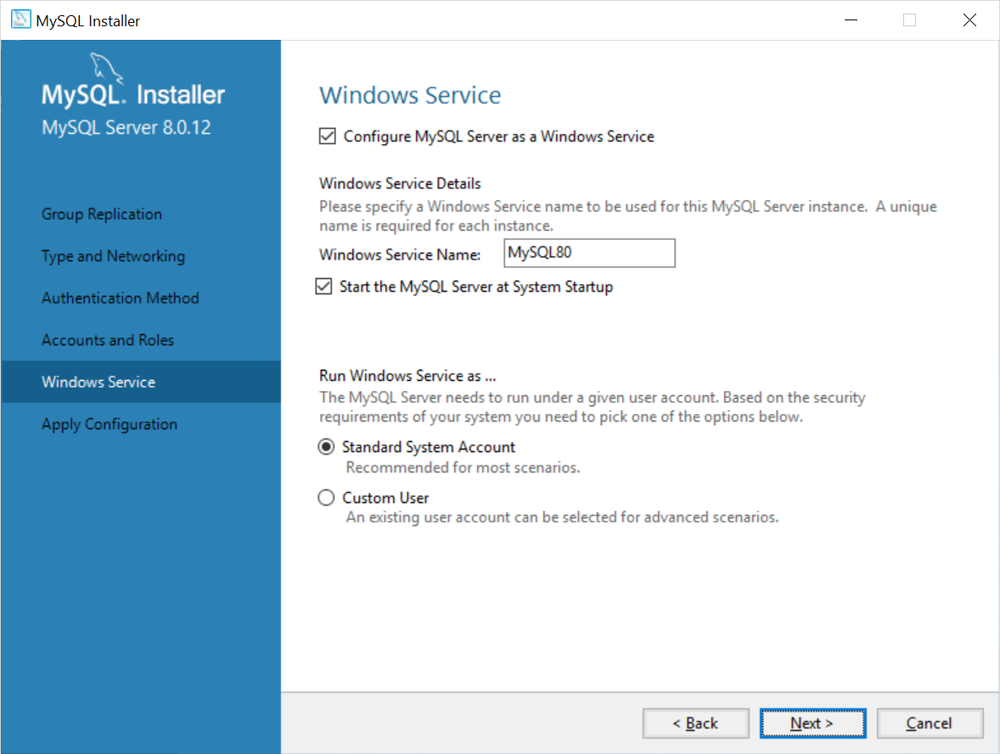 MySQL Installer
MySQL. Installer
MySQL Server 8.0.12
Group Replication
Type and Networking
Authentication Method
Accounts and Roles
Windows Service
Apply Configuration
Windows Service
Configure MySQL Server as a Windows Service
Windows Service Details
Please specify a Windows Service name to be used for this MySQL Server instance.  A unique
name is required for each instance.
Windows Service Name: MySQL80
Start the MySQL Server at System Startup
Run Windows Service as ...
The MySQL Server needs to run under a given user account. Based on the security
requirements of your system you need to pick one of the options below.
Standard System Account
Recommended for most scenarios.
Custom User
An existing user account can be selected for advanced scenarios.
< Back Next > Cancel